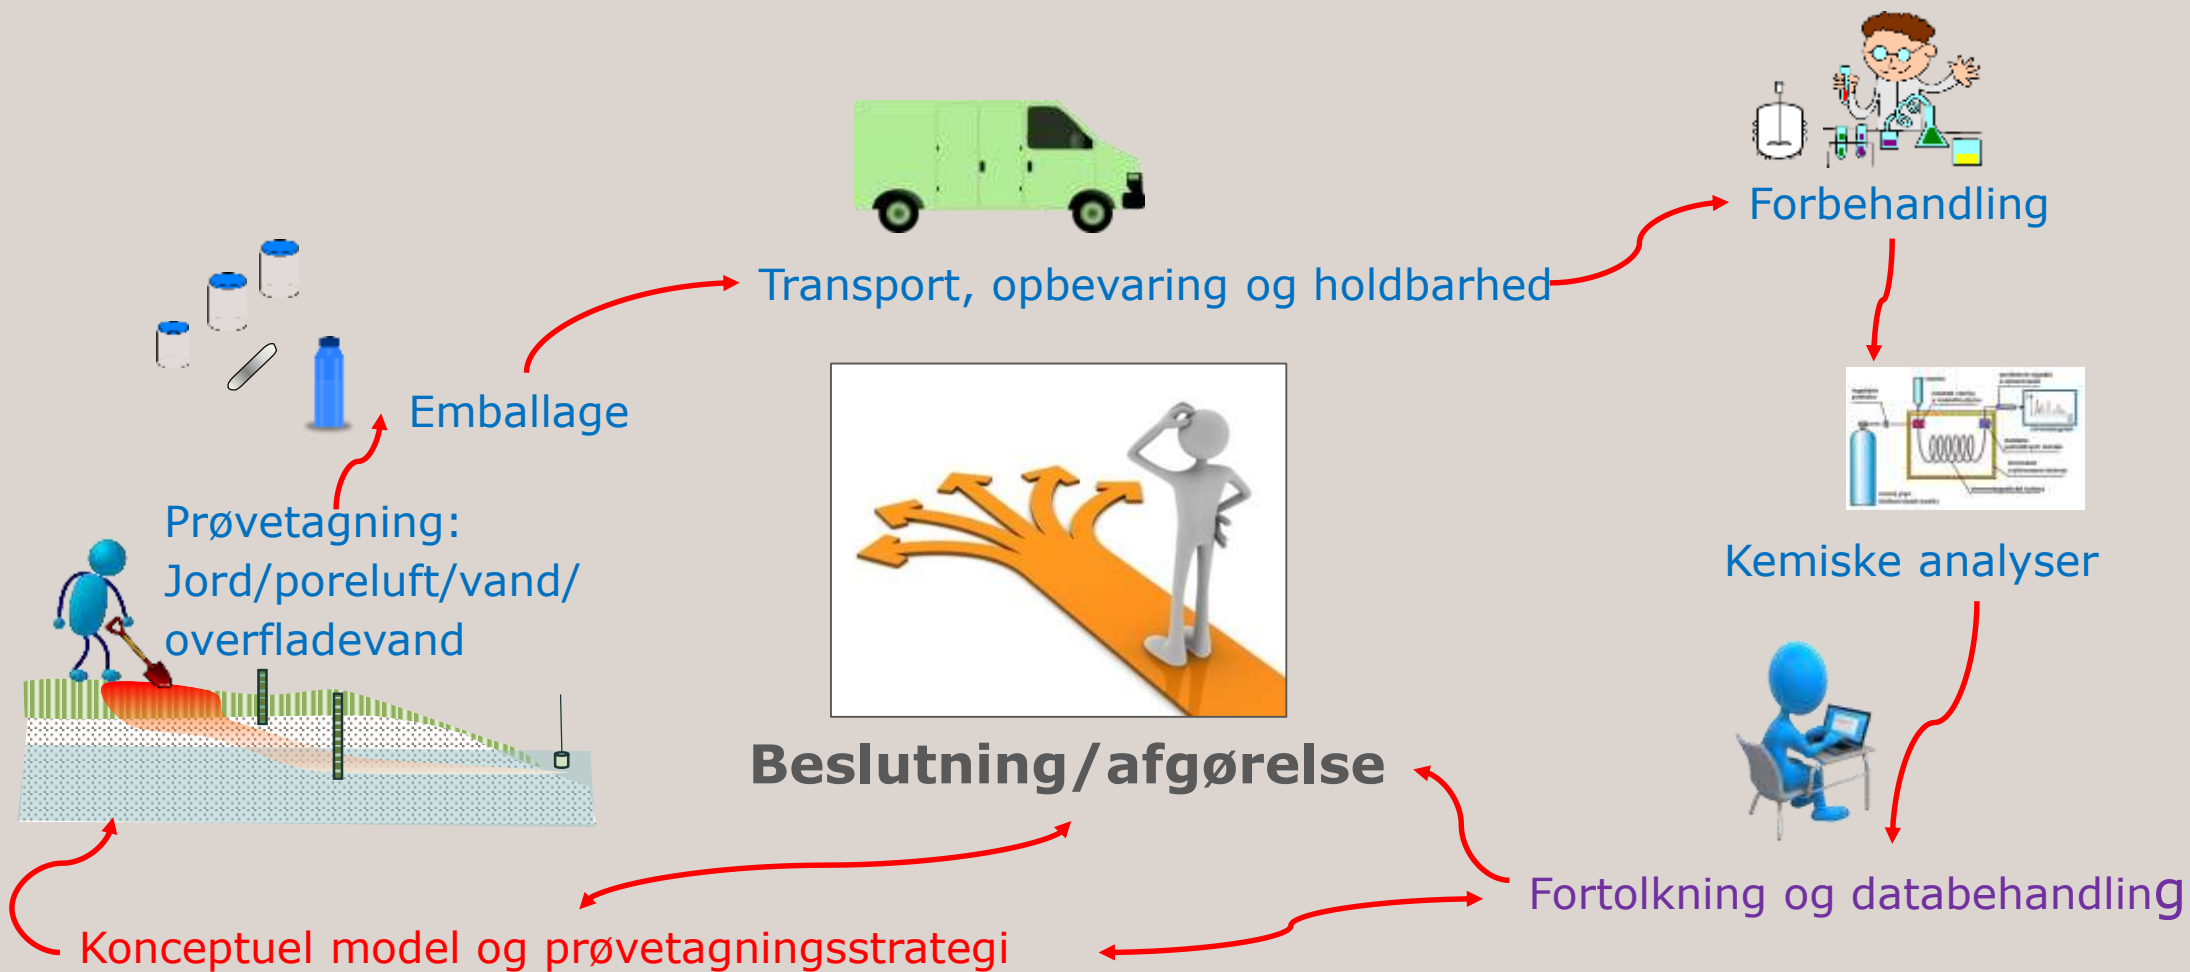 Forbehandling
Transport, opbevaring og holdbarhed
Emballage
Prøvetagning:
Jord/poreluft/vand/
overfladevand
Kemiske analyser
Beslutning/afgørelse
Fortolkning og databehandling
Konceptuel model og prøvetagningsstrategi